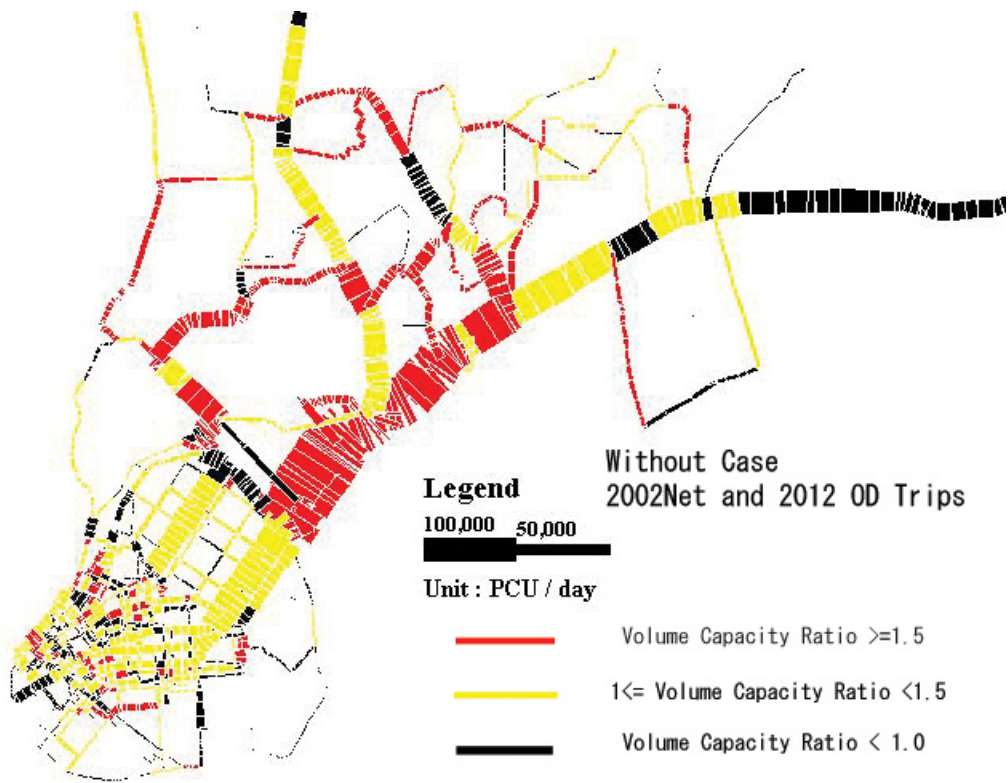 Without Case
2002Net and 2012 OD Trips
Legend
100,000 50,000
Unit : PCU / day
Volume Capacity Ratio >=1.5
1<= Volume Capacity Ratio <1.5
Volume Capacity Ratio < 1.0